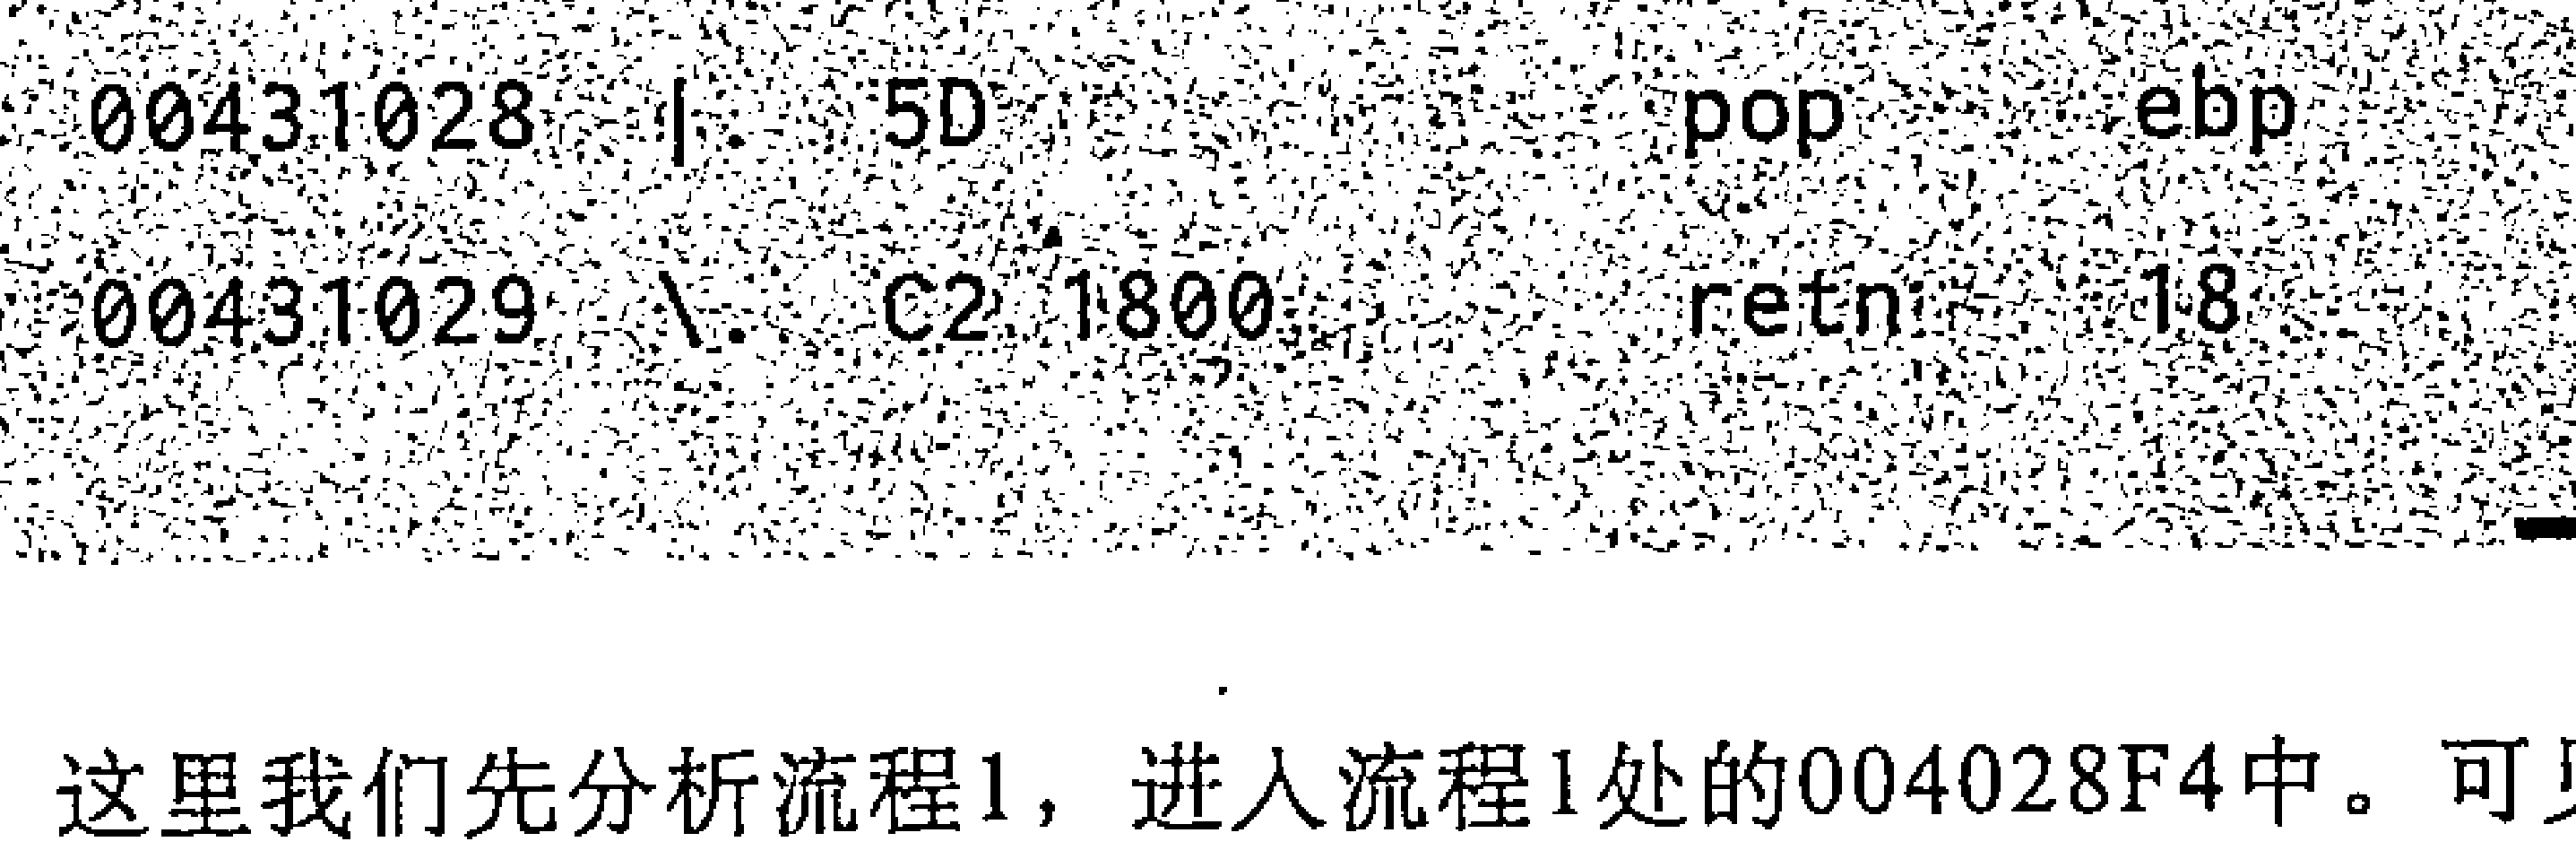 00431028 |. 5D pop ebp
00431029 \. C2 1800 retn 18
这里我们先分析流程1，进入流程1处的004028F4中。可